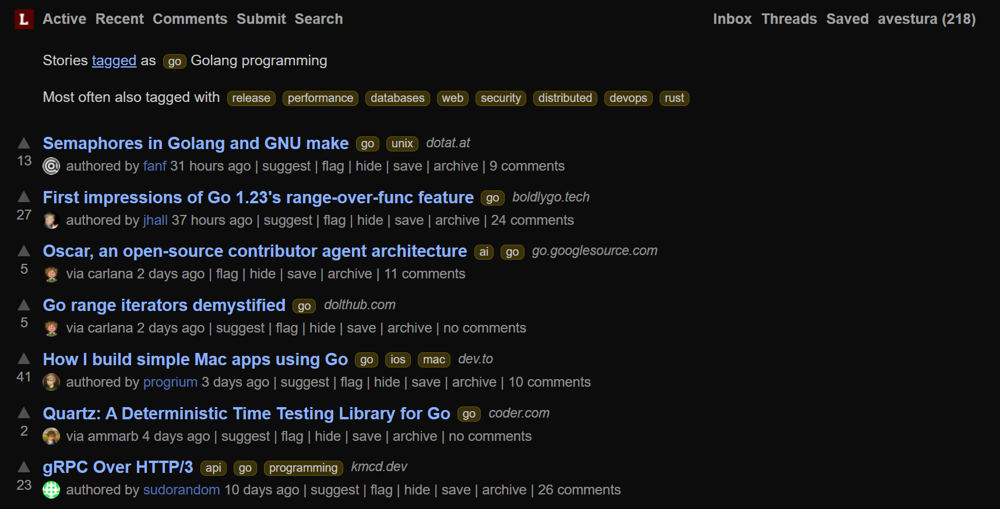 L Active Recent Comments Submit Search Inbox Threads Saved avestura (218)
Stories tagged as go Golang programming
Most often also tagged with release performance databases web security distributed devops rust
Semaphores in Golang and GNU make go unix dotat.at
13 authored by fanf 31 hours ago | suggest | flag | hide | save | archive | 9 comments
First impressions of Go 1.23's range-over-func feature go boldlygo.tech
27 authored by jhall 37 hours ago | suggest | flag | hide | save | archive | 24 comments
Oscar, an open-source contributor agent architecture ai go go.googlesource.com
5 via carlana 2 days ago | flag | hide | save | archive | 11 comments
Go range iterators demystified go dolthub.com
5 via carlana 2 days ago | suggest | flag | hide | save | archive | no comments
How I build simple Mac apps using Go go ios mac dev.to
41 authored by progrium 3 days ago | suggest | flag | hide | save | archive | 10 comments
Quartz: A Deterministic Time Testing Library for Go go coder.com
2 via ammarb 4 days ago | suggest | flag | hide | save | archive | no comments
gRPC Over HTTP/3 api go programming kmcd.dev
23 authored by sudorandom 10 days ago | suggest | flag | hide | save | archive | 26 comments